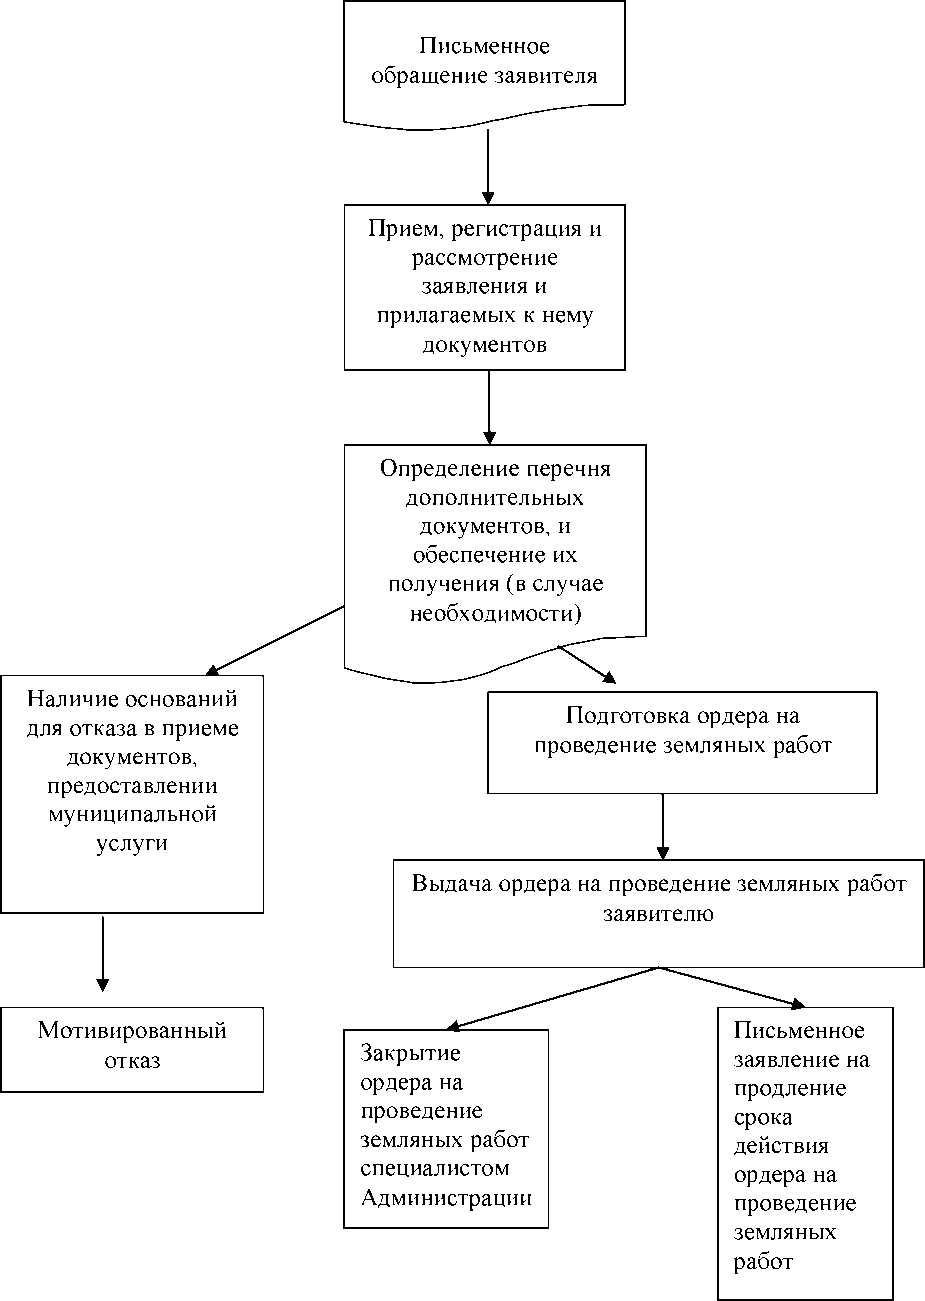 Письменное
обращение заявителя
Прием, регистрация и
рассмотрение
заявления и
прилагаемых к нему
документов
Определение перечня
дополнительных
документов, и
обеспечение их
получения (в случае
необходимости)
Наличие оснований
для отказа в приеме
документов,
предоставлении
муниципальной
услуги
Подготовка ордера на
проведение земляных работ
Выдача ордера на проведение земляных работ
заявителю
Мотивированный
отказ
Закрытие
ордера на
проведение
земляных работ
специалистом
Администрации
Письменное
заявление на
продление
срока
действия
ордера на
проведение
земляных
работ